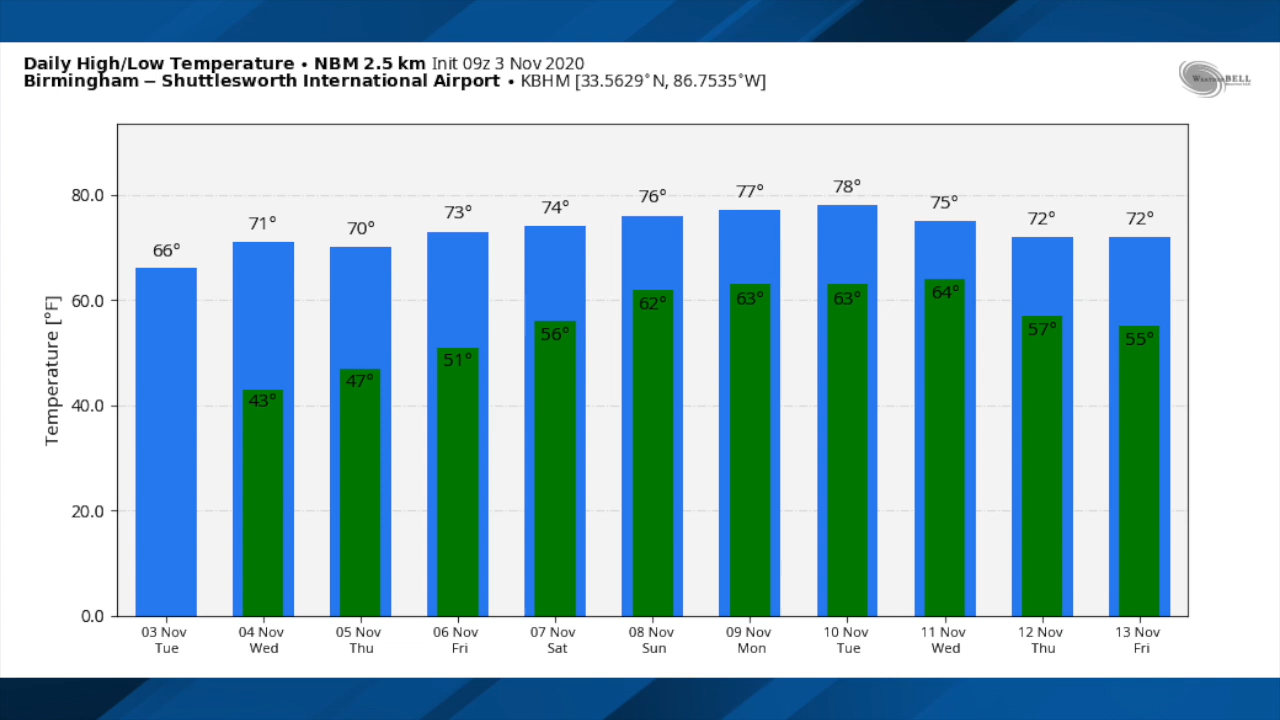 Daily High/Low Temperature • NBM 2.5 km Init 09z 3 Nov 2020
Birmingham – Shuttlesworth International Airport • KBHM [33.5629°N, 86.7535°W]
WeatherBELL
Temperature [°F]
80.0
60.0
40.0
20.0
0.0
66° 71° 70° 73° 74° 76° 77° 78° 75° 72° 72°
43° 47° 51° 56° 62° 63° 63° 64° 57° 55°
03 Nov 04 Nov 05 Nov 06 Nov 07 Nov 08 Nov 09 Nov 10 Nov 11 Nov 12 Nov 13 Nov
Tue Wed Thu Fri Sat Sun Mon Tue Wed Thu Fri